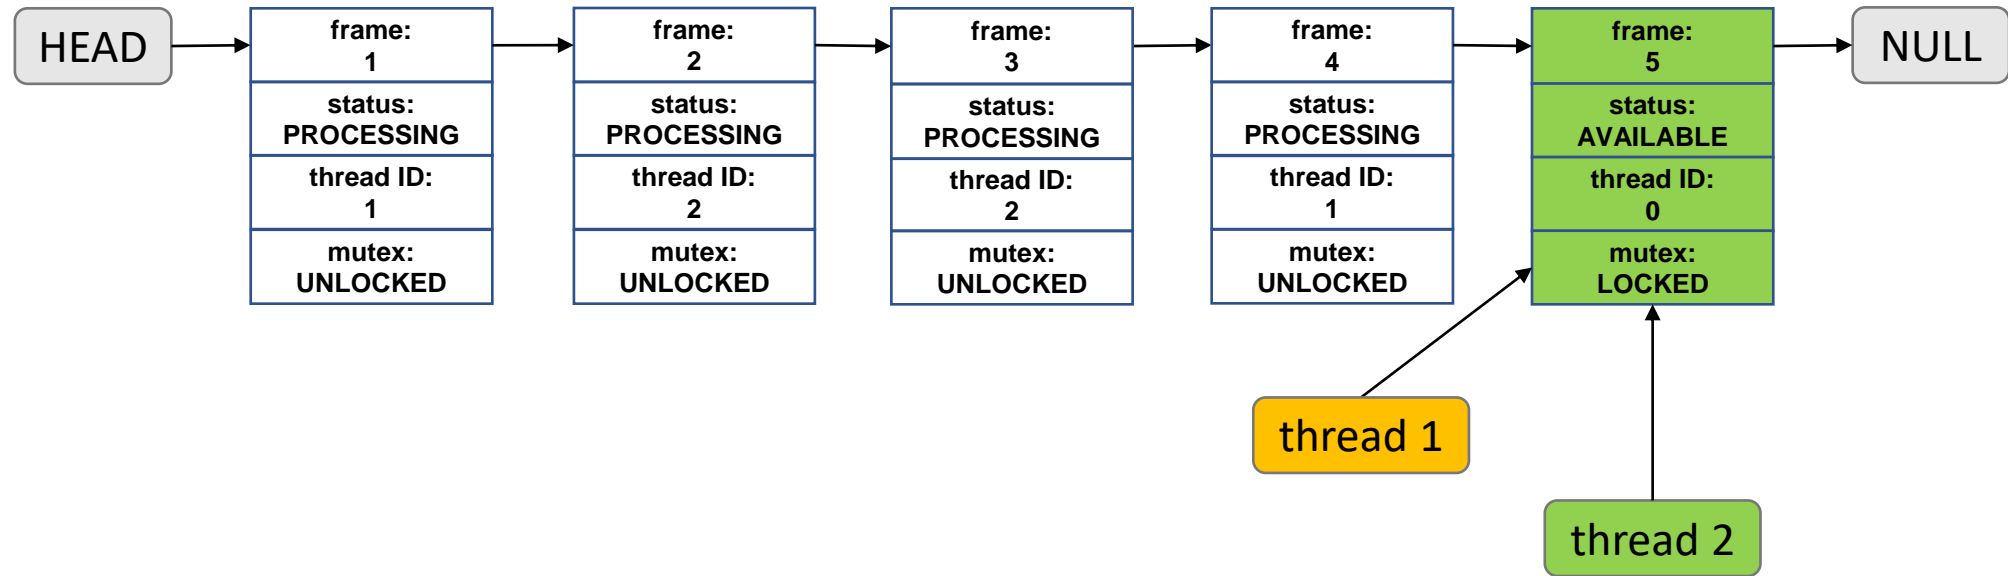 HEAD
frame:
1
status:
PROCESSING
thread ID:
1
mutex:
UNLOCKED
frame:
2
status:
PROCESSING
thread ID:
2
mutex:
UNLOCKED
frame:
3
status:
PROCESSING
thread ID:
2
mutex:
UNLOCKED
frame:
4
status:
PROCESSING
thread ID:
1
mutex:
UNLOCKED
frame:
5
status:
AVAILABLE
thread ID:
0
mutex:
LOCKED
NULL
thread 1
thread 2